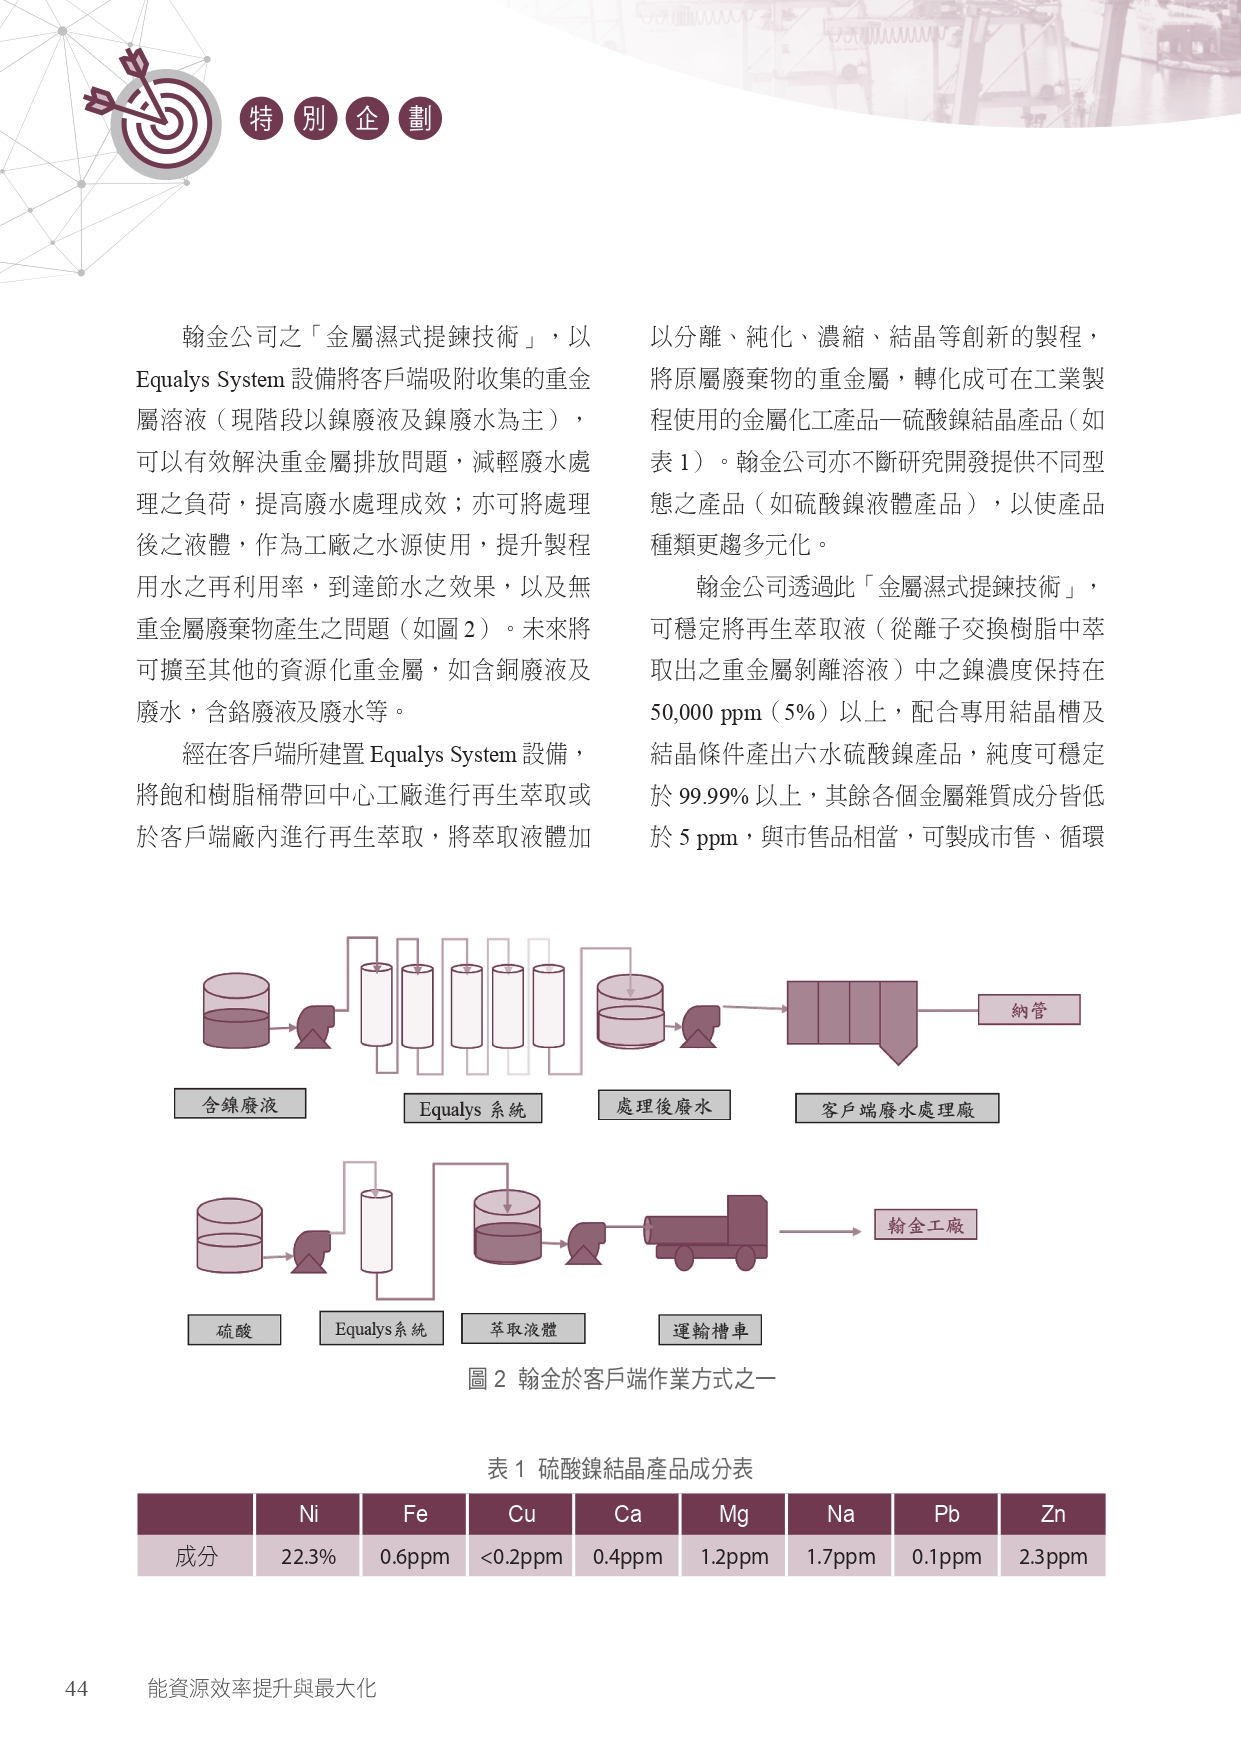 特別企劃
翰金公司之「金屬濕式提鍊技術」，以
Equalys System 設備將客戶端吸附收集的重金
屬溶液（現階段以鎳廢液及鎳廢水為主），
可以有效解決重金屬排放問題，減輕廢水處
理之負荷，提高廢水處理成效；亦可將處理
後之液體，作為工廠之水源使用，提升製程
用水之再利用率，到達節水之效果，以及無
重金屬廢棄物產生之問題（如圖 2）。未來將
可擴至其他的資源化重金屬，如含銅廢液及
廢水，含鉻廢液及廢水等。
經在客戶端所建置 Equalys System 設備，
將飽和樹脂桶帶回中心工廠進行再生萃取或
於客戶端廠內進行再生萃取，將萃取液體加
以分離、純化、濃縮、結晶等創新的製程，
將原屬廢棄物的重金屬，轉化成可在工業製
程使用的金屬化工產品—硫酸鎳結晶產品（如
表 1）。翰金公司亦不斷研究開發提供不同型
態之產品（如硫酸鎳液體產品），以使產品
種類更趨多元化。
翰金公司透過此「金屬濕式提鍊技術」，
可穩定將再生萃取液（從離子交換樹脂中萃
取出之重金屬剝離溶液）中之鎳濃度保持在
50,000 ppm（5%）以上，配合專用結晶槽及
結晶條件產出六水硫酸鎳產品，純度可穩定
於 99.99% 以上，其餘各個金屬雜質成分皆低
於 5 ppm，與市售品相當，可製成市售、循環
納管
含鎳廢液
Equalys 系統
處理後廢水
客戶端廢水處理廠
翰金工廠
硫酸
Equalys系統
萃取液體
運輸槽車
圖 2 翰金於客戶端作業方式之一
表 1 硫酸鎳結晶產品成分表
Ni Fe Cu Ca Mg Na Pb Zn
成分 22.3% 0.6ppm <0.2ppm 0.4ppm 1.2ppm 1.7ppm 0.1ppm 2.3ppm
44 能資源效率提升與最大化